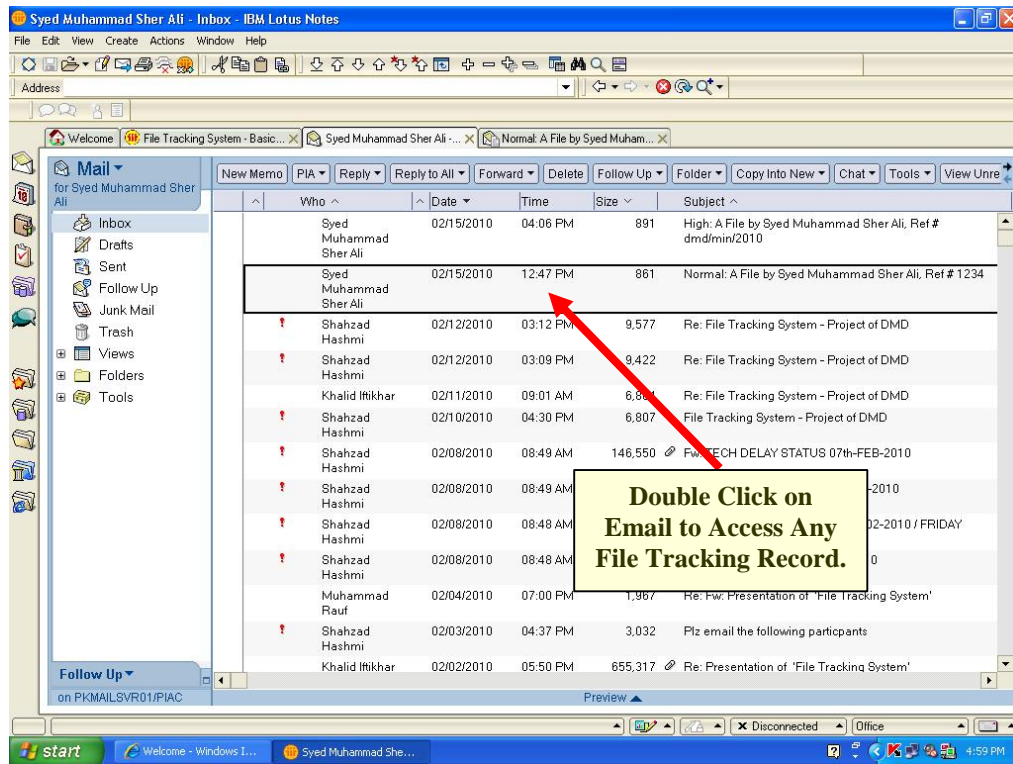 Syed Muhammad Sher Ali - Inbox - IBM Lotus Notes
File Edit View Create Actions Window Help
Address
Welcome
File Tracking System - Basic...
Syed Muhammad Sher Ali -...
Normal: A File by Syed Muham...
Mail
for Syed Muhammad Sher
Ali
Inbox
Drafts
Sent
Follow Up
Junk Mail
Trash
Views
Folders
Tools
Follow Up
on PKMAILSVR01/PIAC
New Memo PIA Reply Reply to All Forward Delete Follow Up Folder Copy Into New Chat Tools View Unre
Who Date Time Size Subject
Syed 02/15/2010 04:06 PM 891 High: A File by Syed Muhammad Sher Ali, Ref #
Muhammad dmd/min/2010
Sher Ali
Syed 02/15/2010 12:47 PM 861 Normal: A File by Syed Muhammad Sher Ali, Ref # 1234
Muhammad
Sher Ali
Shahzad 02/12/2010 03:12 PM 9,577 Re: File Tracking System - Project of DMD
Hashmi
Shahzad 02/12/2010 03:09 PM 9,422 Re: File Tracking System - Project of DMD
Hashmi
Khalid Iftikhar 02/11/2010 09:01 AM Re: File Tracking System - Project of DMD
Shahzad 02/10/2010 04:30 PM 6,807 File Tracking System - Project of DMD
Hashmi
Shahzad 02/08/2010 08:49 AM 146,550 Fw: TECH DELAY STATUS 07th-FEB-2010
Hashmi
Shahzad 02/08/2010 08:49 AM -2010
Hashmi
Shahzad 02/08/2010 08:48 AM 02-2010 / FRIDAY
Hashmi
Shahzad 02/08/2010 08:48 AM 0
Hashmi
Muhammad 02/04/2010 07:00 PM 1,967 Re: Fw: Presentation of 'File Tracking System'
Rauf
Shahzad 02/03/2010 04:37 PM 3,032 Plz email the following particpants
Hashmi
Khalid Iftikhar 02/02/2010 05:50 PM 655,317 Re: Presentation of 'File Tracking System'
Double Click on
Email to Access Any
File Tracking Record.
Preview
Disconnected Office
start
Welcome - Windows I...
Syed Muhammad She...
4:59 PM